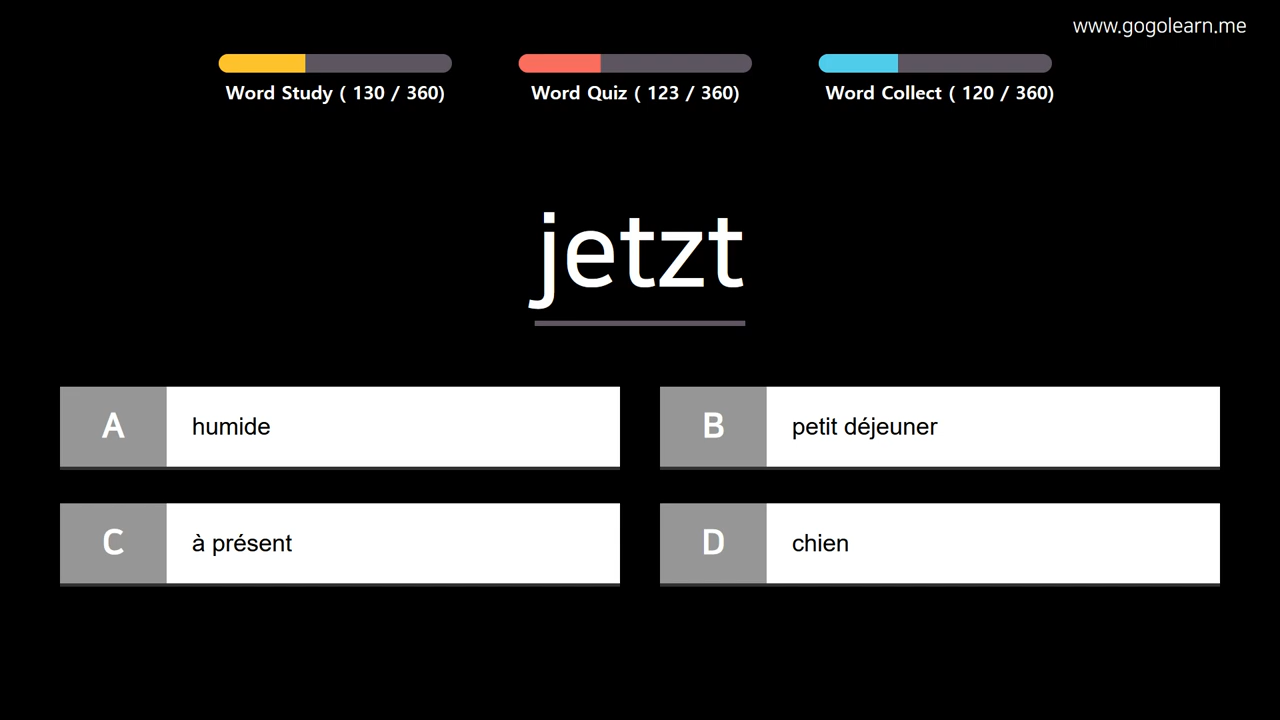 www.gogolearn.me
Word Study ( 130 / 360)
Word Quiz ( 123 / 360)
Word Collect ( 120 / 360)
jetzt
A humide
B petit déjeuner
C à présent
D chien